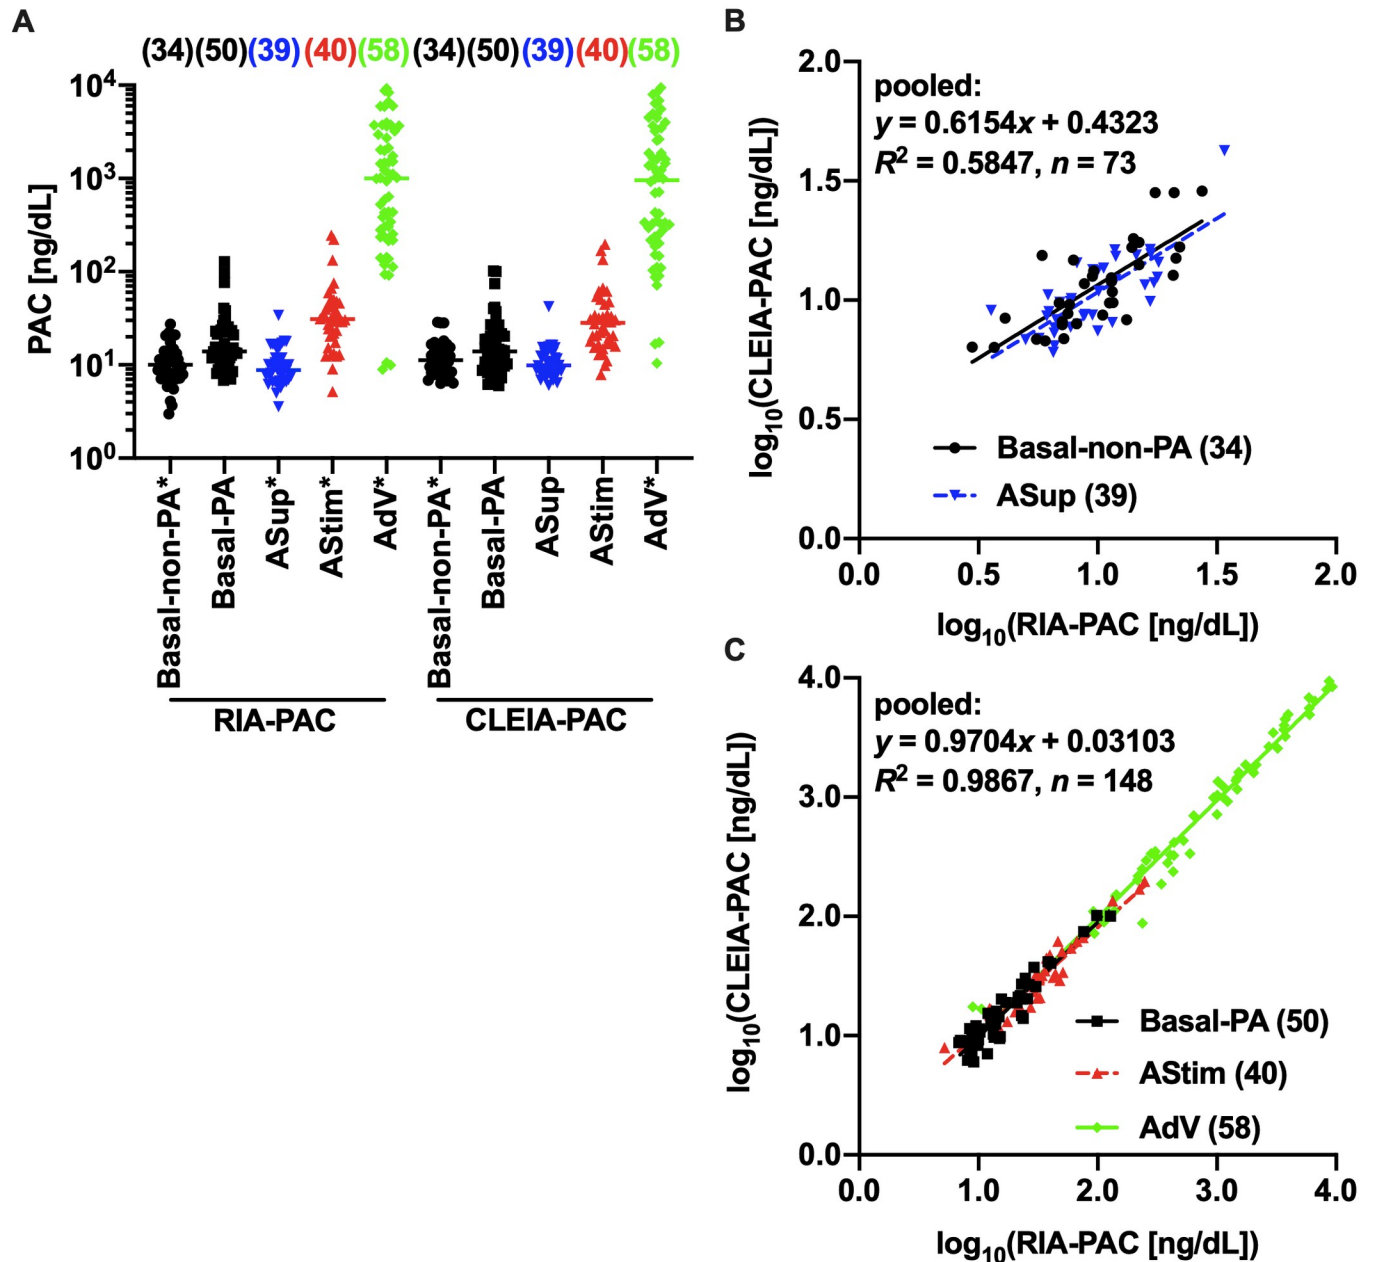 A
(34)(50)(39)(40)(58)(34)(50)(39)(40)(58)
PAC [ng/dL]
10⁴
10³
10²
10¹
10⁰
Basal-non-PA*
Basal-PA
ASup*
AStim*
AdV*
Basal-non-PA*
Basal-PA
ASup
AStim
AdV*
RIA-PAC
CLEIA-PAC
B
log₁₀(CLEIA-PAC [ng/dL])
2.0
1.5
1.0
0.5
0.0
pooled:
y = 0.6154x + 0.4323
R² = 0.5847, n = 73
Basal-non-PA (34)
ASup (39)
0.0 0.5 1.0 1.5 2.0
log₁₀(RIA-PAC [ng/dL])
C
log₁₀(CLEIA-PAC [ng/dL])
4.0
3.0
2.0
1.0
0.0
pooled:
y = 0.9704x + 0.03103
R² = 0.9867, n = 148
Basal-PA (50)
AStim (40)
AdV (58)
0.0 1.0 2.0 3.0 4.0
log₁₀(RIA-PAC [ng/dL])